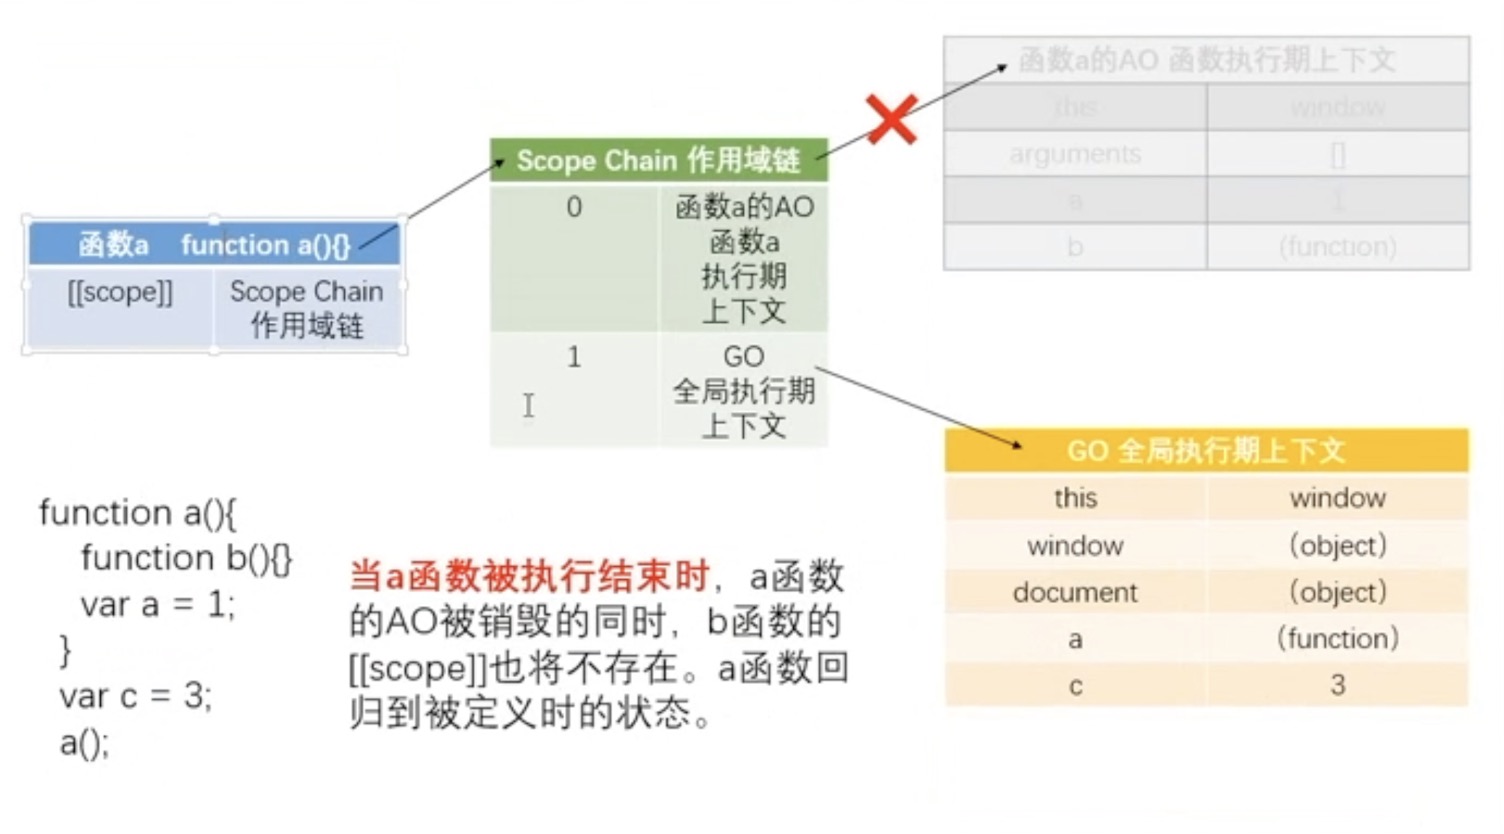 函数a的AO 函数执行期上下文
this window
arguments []
a 1
b (function)
Scope Chain 作用域链
0 函数a的AO
函数a
执行期
上下文
1 GO
全局执行期
上下文
函数a function a(){}
[[scope]] Scope Chain
作用域链
GO 全局执行期上下文
this window
window （object）
document （object）
a （function）
c 3
function a(){
function b(){}
var a = 1;
}
var c = 3;
a();
当a函数被执行结束时，a函数
的AO被销毁的同时，b函数的
[[scope]]也将不存在。a函数回
归到被定义时的状态。